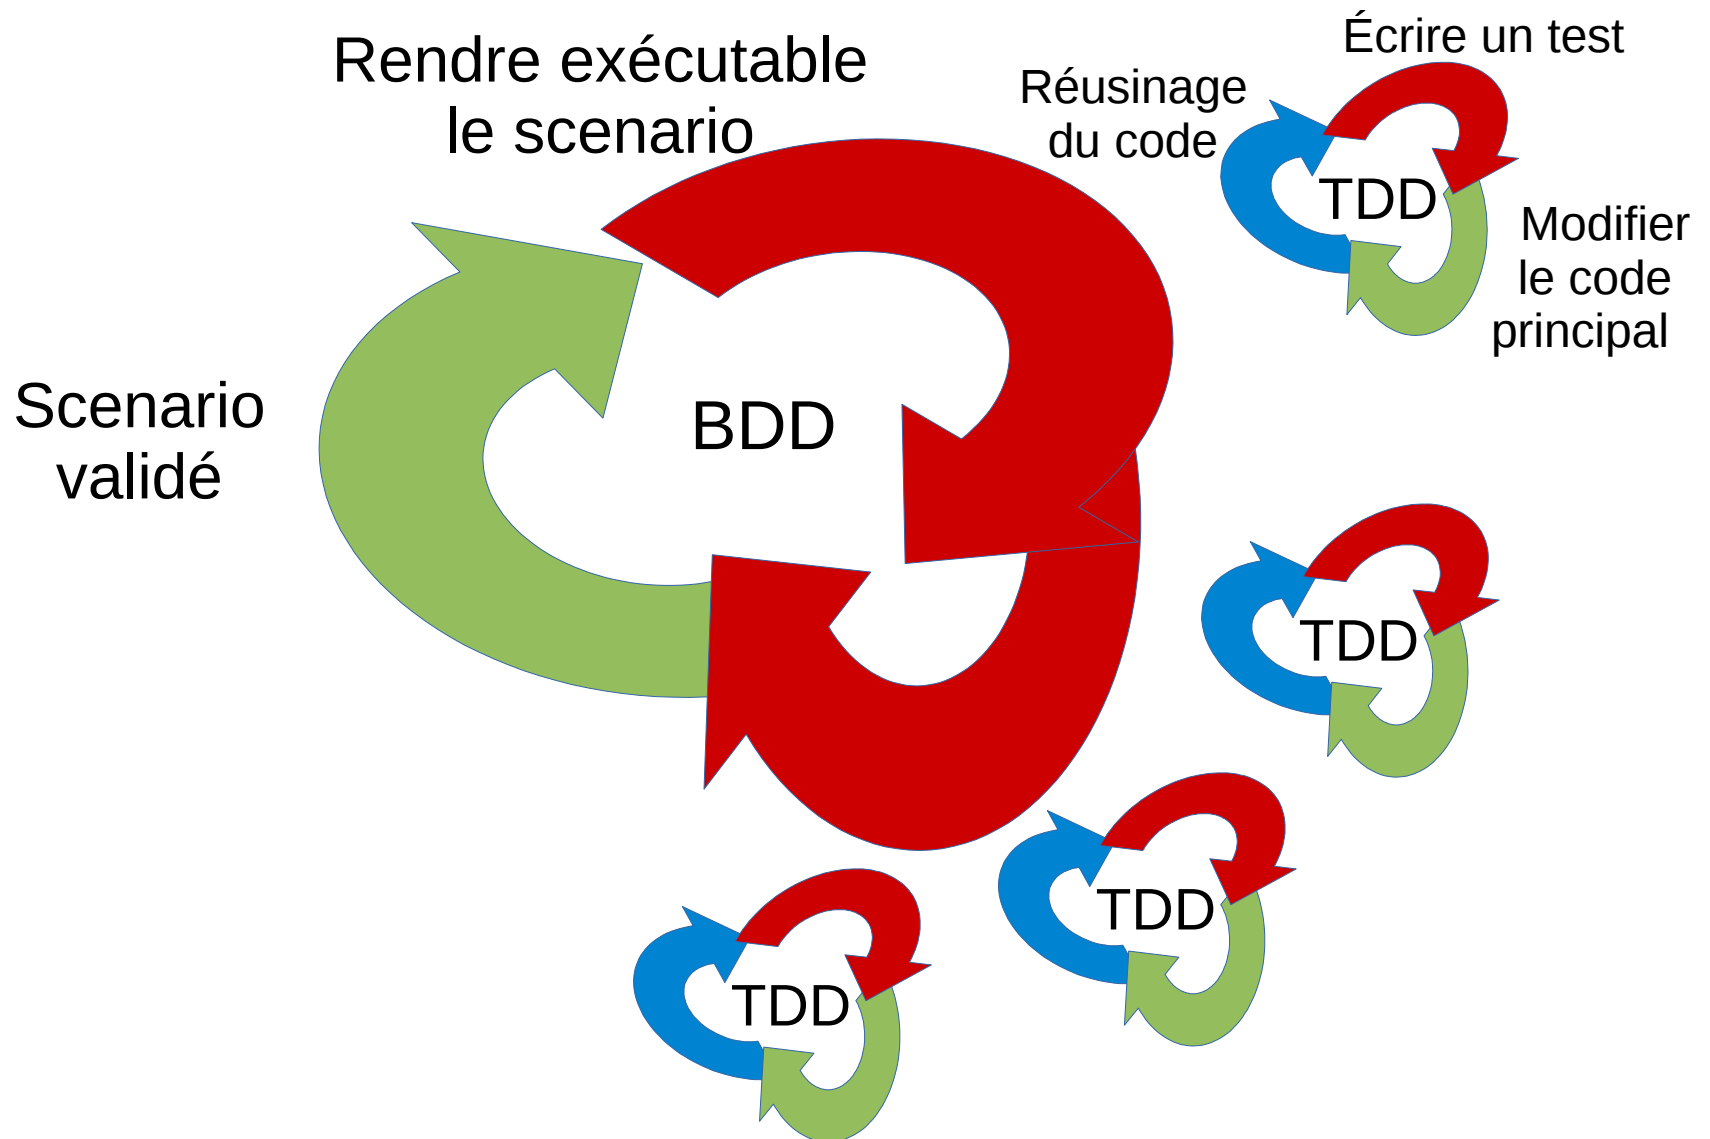 Rendre exécutable
le scenario
Écrire un test
Réusinage
du code
TDD
Modifier
le code
principal
Scenario
validé
BDD
TDD
TDD
TDD